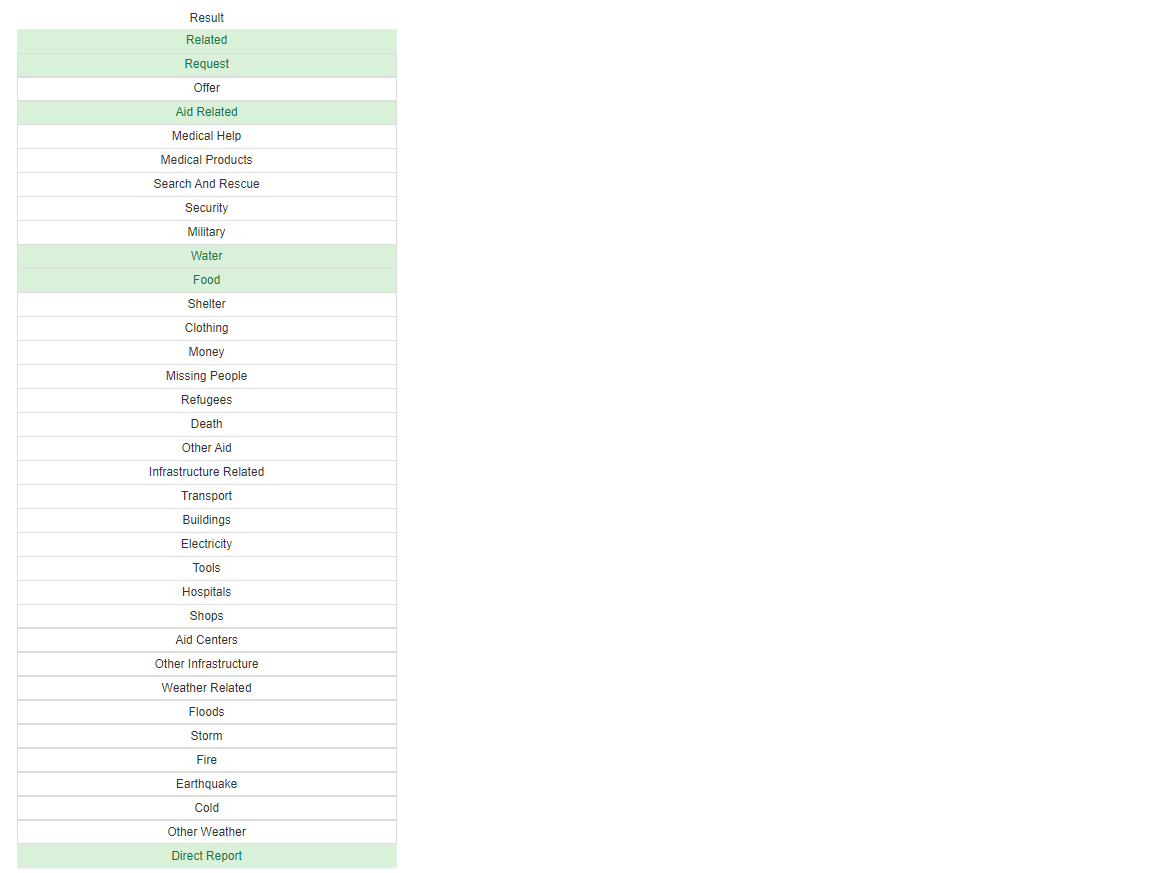 Result
Related
Request
Offer
Aid Related
Medical Help
Medical Products
Search And Rescue
Security
Military
Water
Food
Shelter
Clothing
Money
Missing People
Refugees
Death
Other Aid
Infrastructure Related
Transport
Buildings
Electricity
Tools
Hospitals
Shops
Aid Centers
Other Infrastructure
Weather Related
Floods
Storm
Fire
Earthquake
Cold
Other Weather
Direct Report